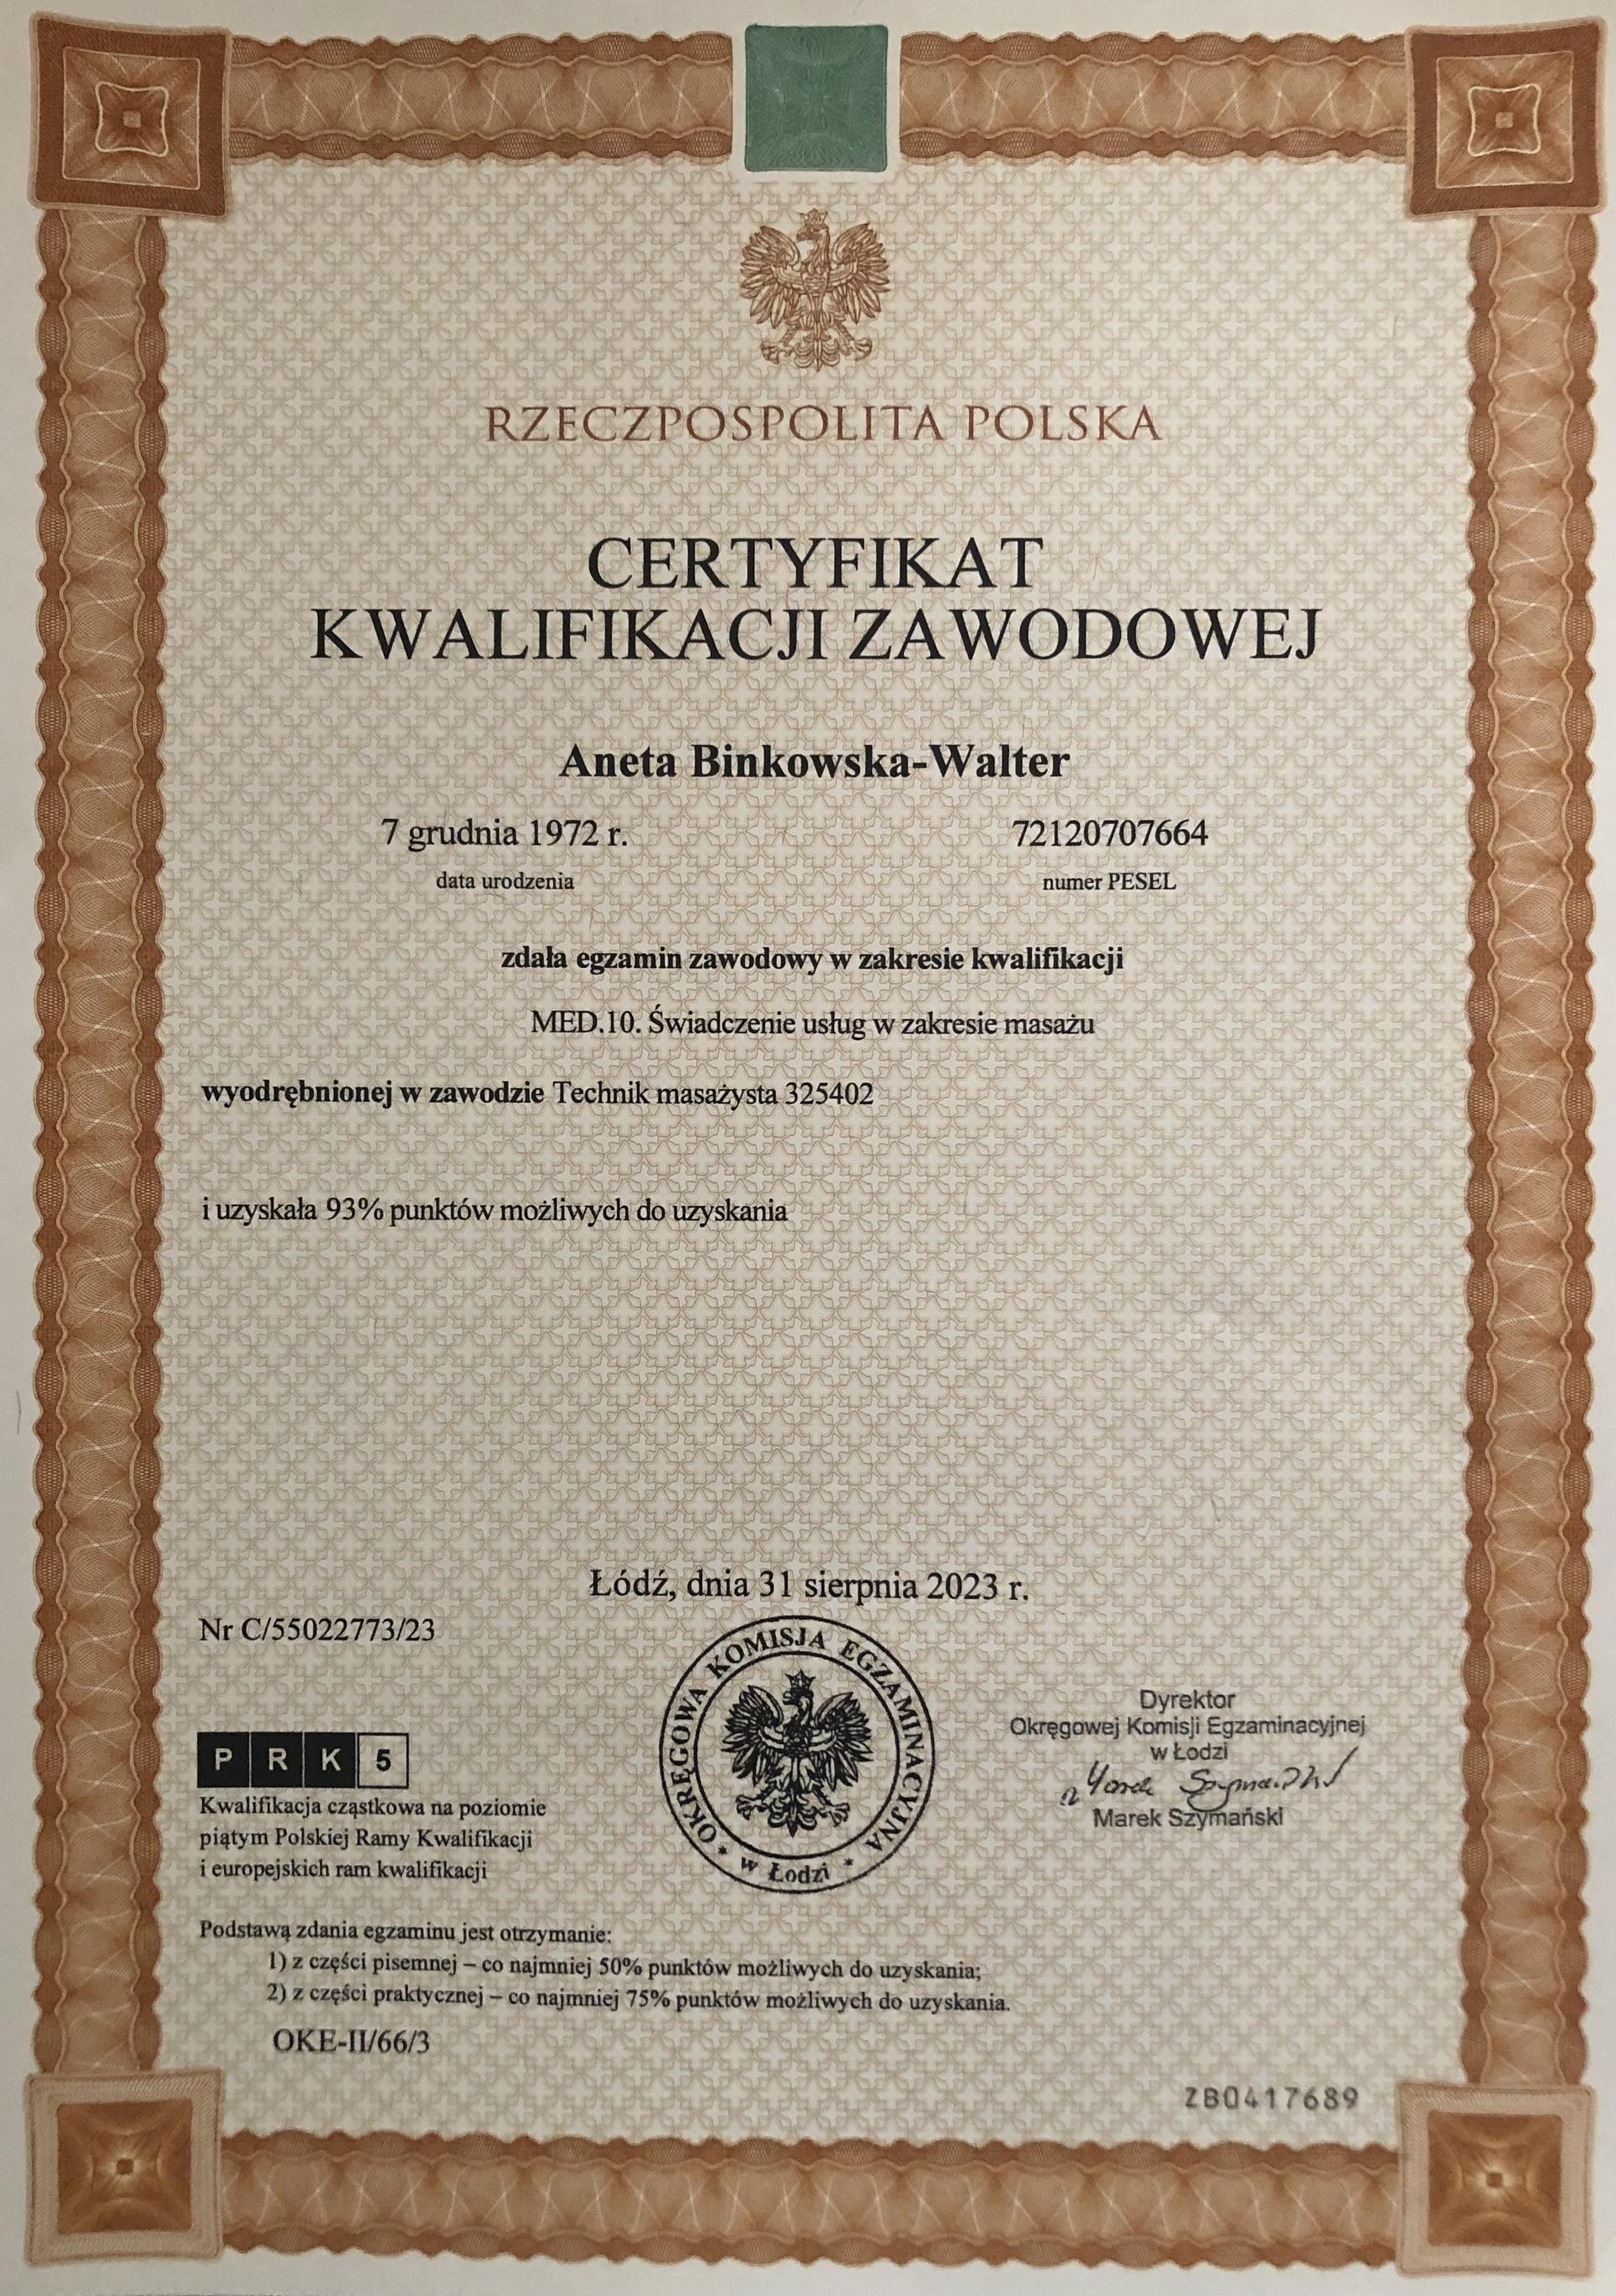 RZECZPOSPOLITA POLSKA
CERTYFIKAT
KWALIFIKACJI ZAWODOWEJ
Aneta Binkowska-Walter
7 grudnia 1972 r.
72120707664
data urodzenia
numer PESEL
zdała egzamin zawodowy w zakresie kwalifikacji
MED.10. Świadczenie usług w zakresie masażu
wyodrębnionej w zawodzie Technik masażysta 325402
i uzyskała 93% punktów możliwych do uzyskania
Łódź, dnia 31 sierpnia 2023 r.
Nr C/55022773/23
OKRĘGOWA KOMISJA EGZAMINACYJNA
* w Łodzi *
Dyrektor
Okręgowej Komisji Egzaminacyjnej
w Łodzi
Marek Szymański
Marek Szymański
P R K 5
Kwalifikacja cząstkowa na poziomie
piątym Polskiej Ramy Kwalifikacji
i europejskich ram kwalifikacji
Podstawą zdania egzaminu jest otrzymanie:
1) z części pisemnej – co najmniej 50% punktów możliwych do uzyskania;
2) z części praktycznej – co najmniej 75% punktów możliwych do uzyskania.
OKE-II/66/3
ZB0417689